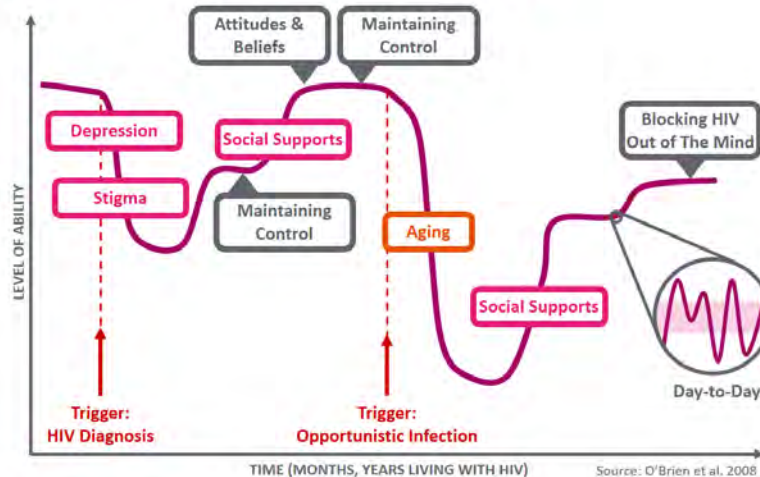 Attitudes &
Beliefs
Maintaining
Control
Depression
Social Supports
Blocking HIV
Out of The Mind
Stigma
Maintaining
Control
Aging
Social Supports
LEVEL OF ABILITY
Day-to-Day
Trigger:
HIV Diagnosis
Trigger:
Opportunistic Infection
TIME (MONTHS, YEARS LIVING WITH HIV)
Source: O'Brien et al. 2008